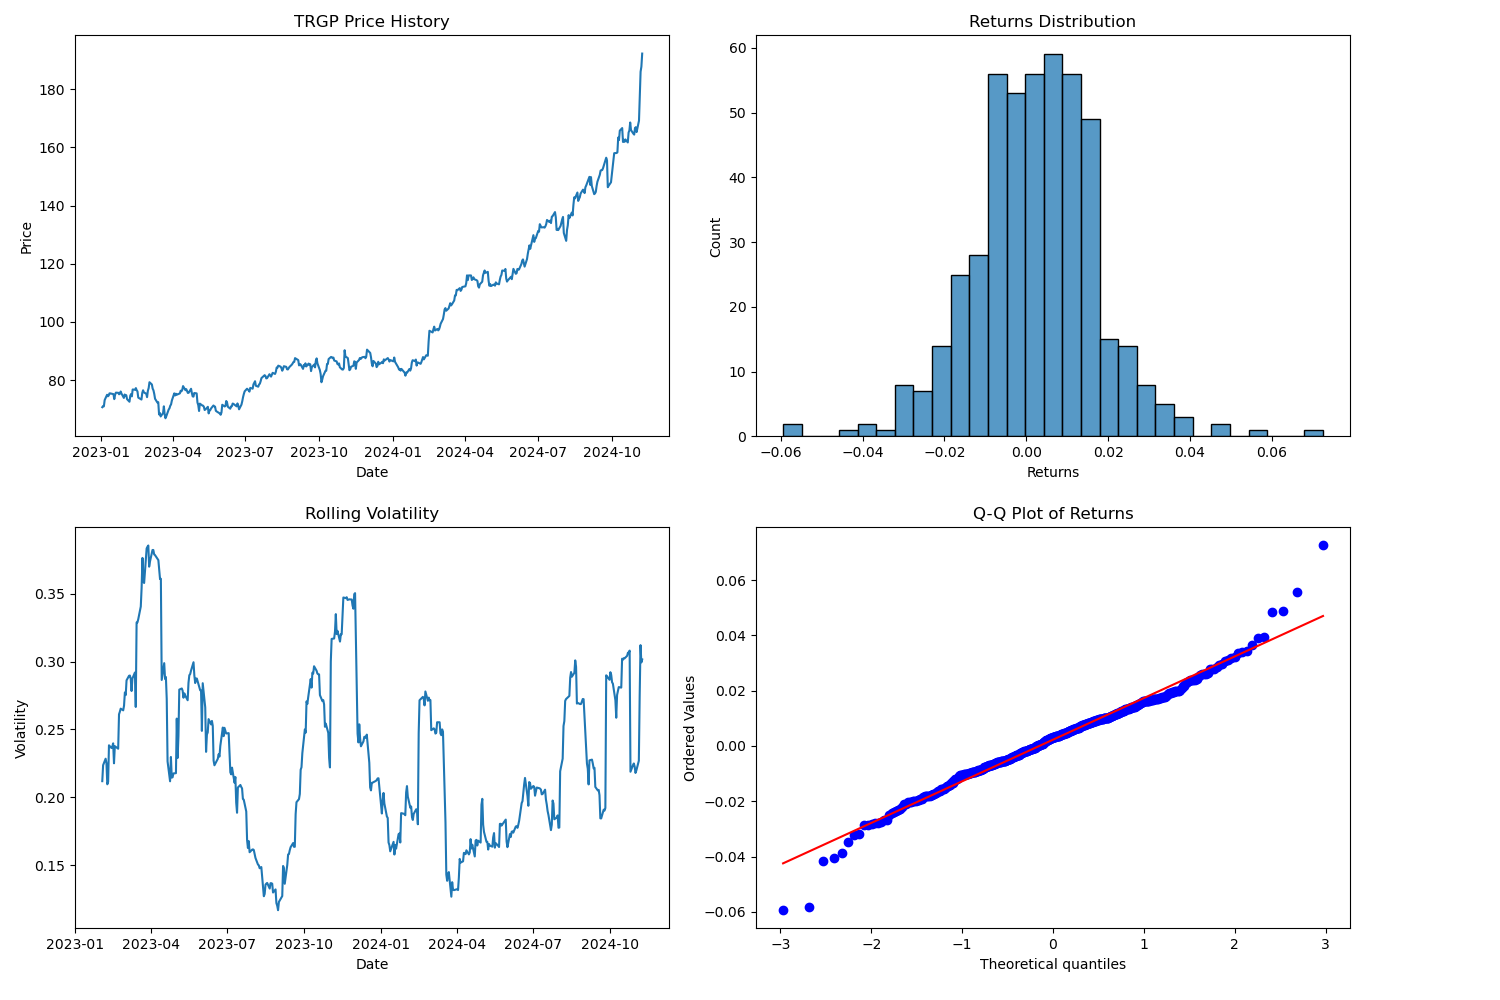 TRGP Price History
Price
180
160
140
120
100
80
2023-01 2023-04 2023-07 2023-10 2024-01 2024-04 2024-07 2024-10
Date
Returns Distribution
Count
60
50
40
30
20
10
0
−0.06 −0.04 −0.02 0.00 0.02 0.04 0.06
Returns
Rolling Volatility
Volatility
0.35
0.30
0.25
0.20
0.15
2023-01 2023-04 2023-07 2023-10 2024-01 2024-04 2024-07 2024-10
Date
Q-Q Plot of Returns
Ordered Values
0.06
0.04
0.02
0.00
−0.02
−0.04
−0.06
−3 −2 −1 0 1 2 3
Theoretical quantiles